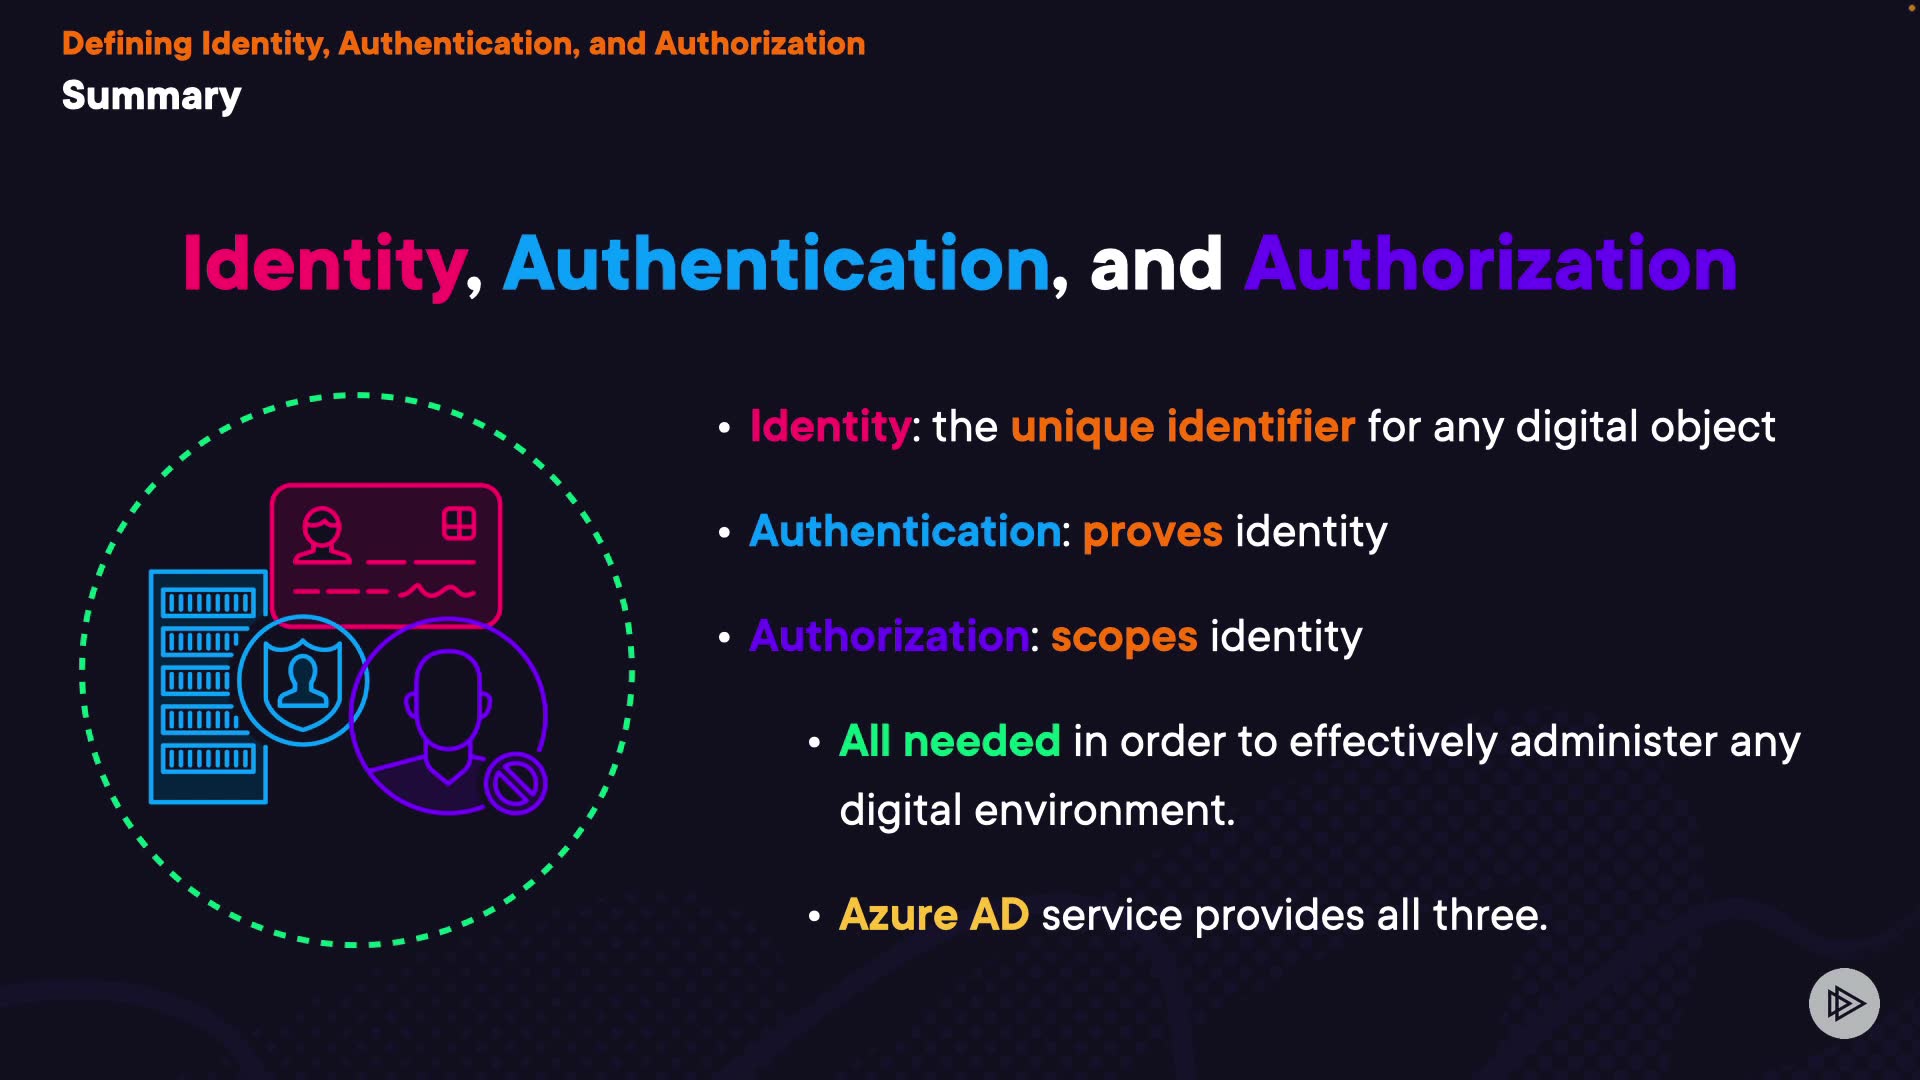 Defining Identity, Authentication, and Authorization
Summary
Identity, Authentication, and Authorization
• Identity: the unique identifier for any digital object
• Authentication: proves identity
• Authorization: scopes identity
• All needed in order to effectively administer any
digital environment.
• Azure AD service provides all three.